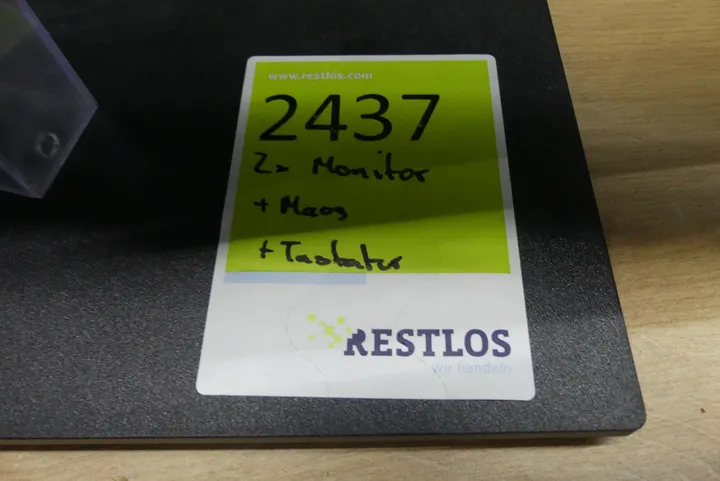 www.restlos.com
2437
2x Monitor
+ Maus
+ Tastatur
RESTLOS
wir handeln